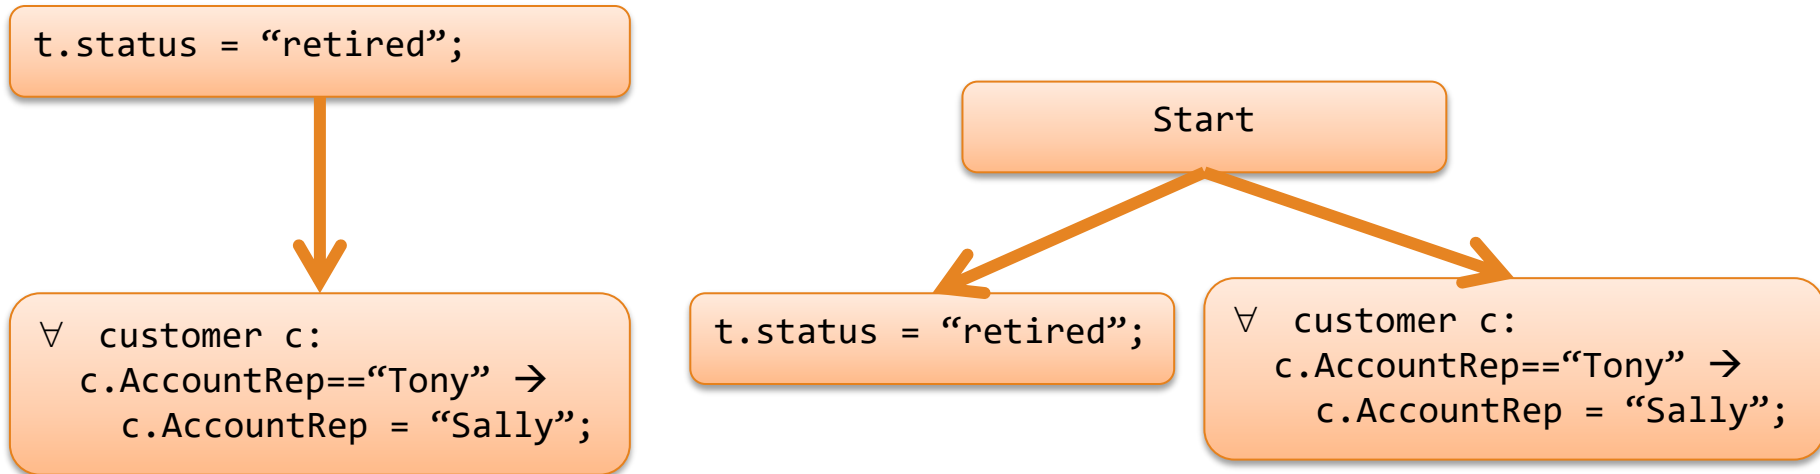 t.status = “retired”;
∀ customer c:
c.AccountRep==“Tony” →
c.AccountRep = “Sally”;
Start
t.status = “retired”;
∀ customer c:
c.AccountRep==“Tony” →
c.AccountRep = “Sally”;